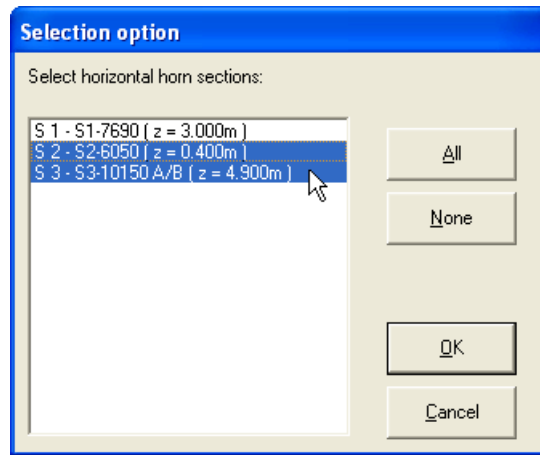 Selection option
Select horizontal horn sections:
S 1 - S1-7690 ( z = 3.000m )
S 2 - S2-6050 ( z = 0.400m )
S 3 - S3-10150 A/B ( z = 4.900m )
All
None
OK
Cancel